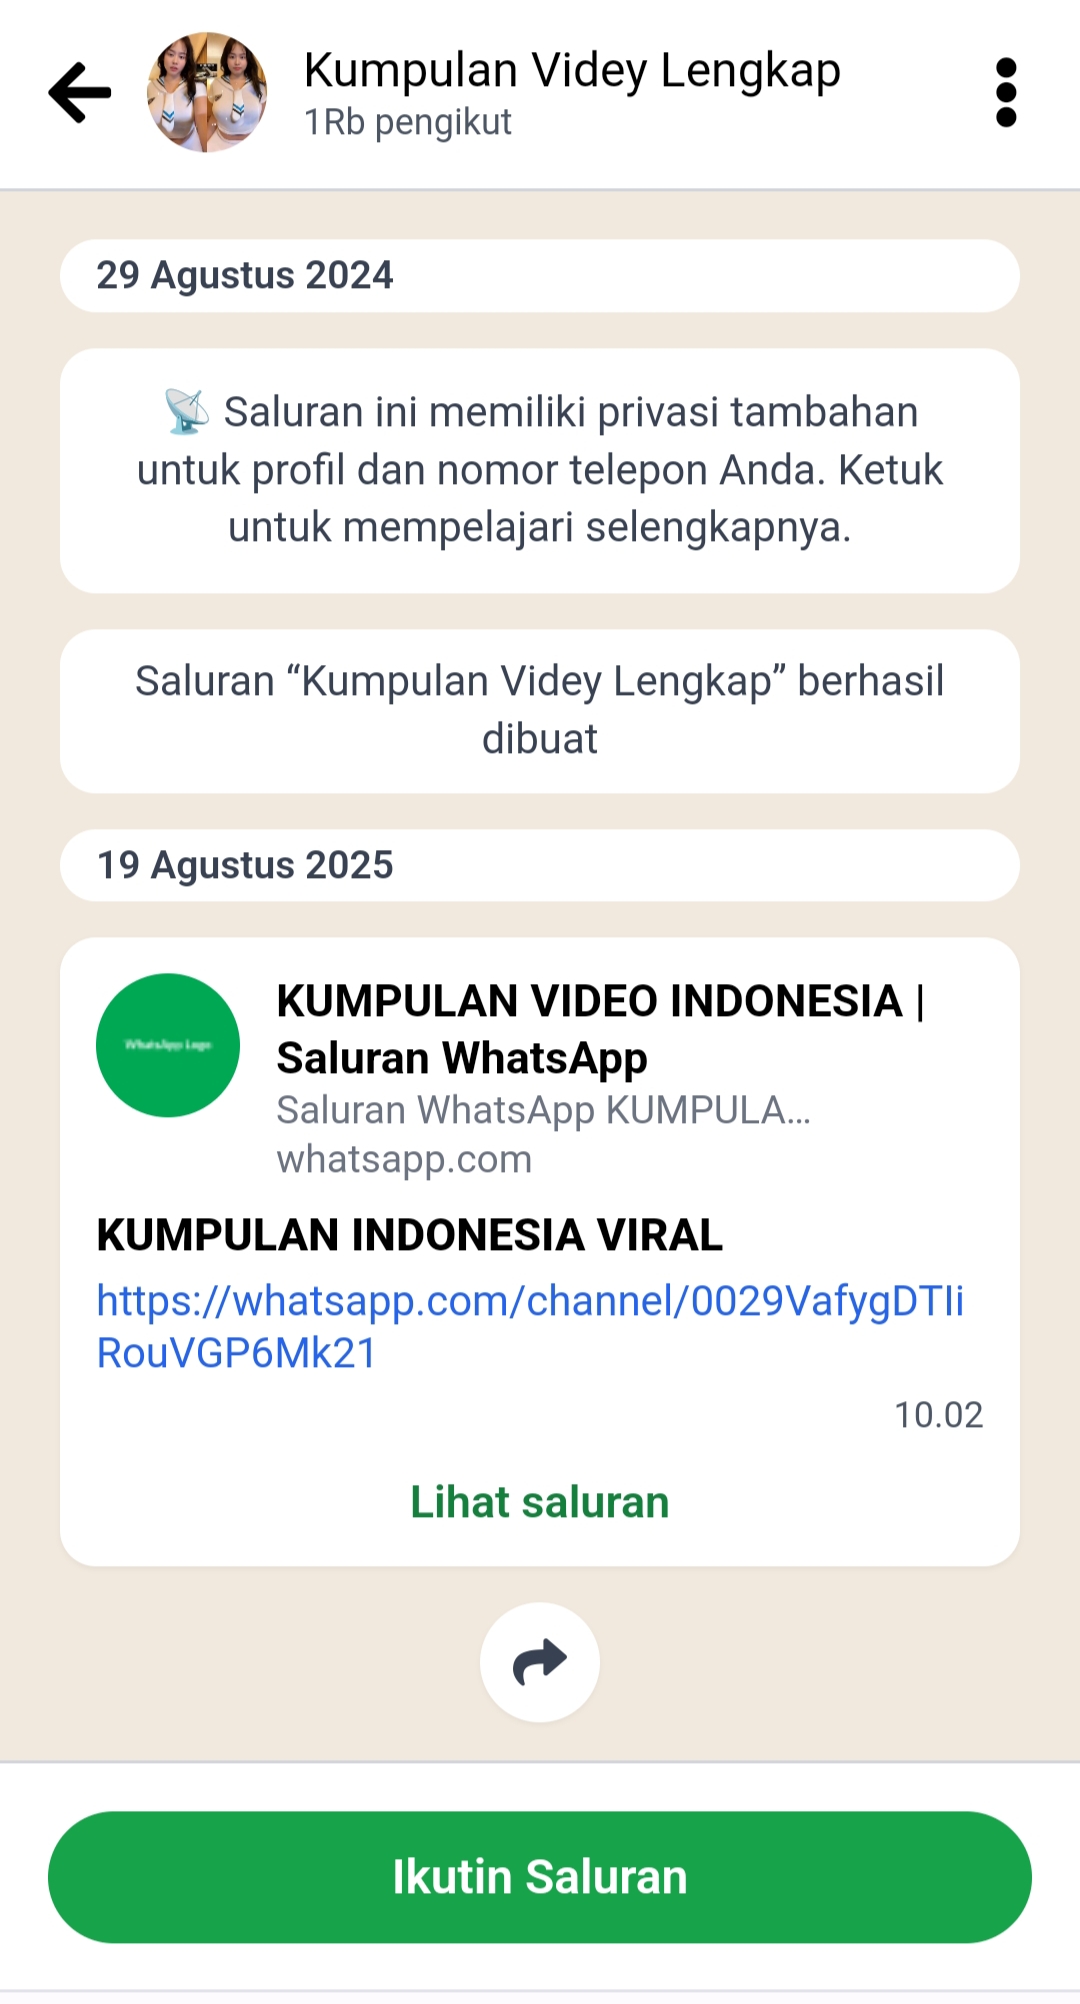 Kumpulan Videy Lengkap
1Rb pengikut
29 Agustus 2024
📡 Saluran ini memiliki privasi tambahan
untuk profil dan nomor telepon Anda. Ketuk
untuk mempelajari selengkapnya.
Saluran “Kumpulan Videy Lengkap” berhasil
dibuat
19 Agustus 2025
WhatsApp Logo
KUMPULAN VIDEO INDONESIA |
Saluran WhatsApp
Saluran WhatsApp KUMPULA...
whatsapp.com
KUMPULAN INDONESIA VIRAL
https://whatsapp.com/channel/0029VafygDTIi
RouVGP6Mk21
10.02
Lihat saluran
Ikutin Saluran